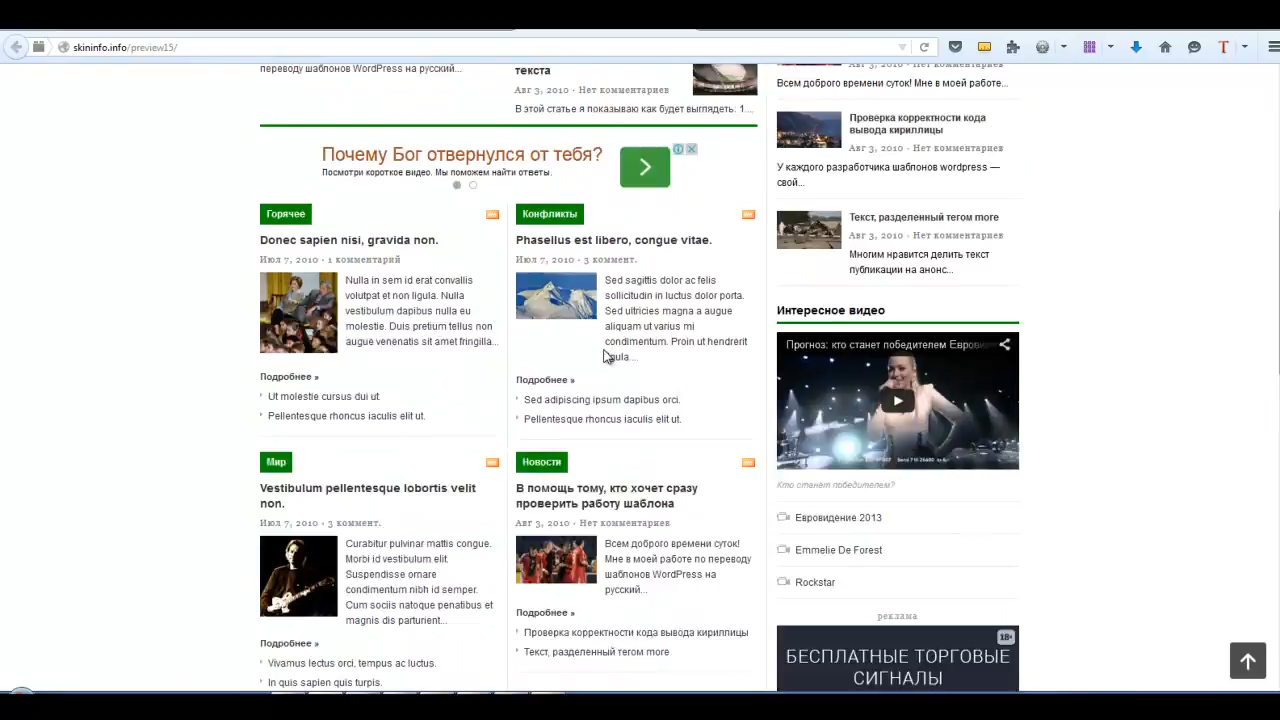 skininfo.info/preview15/
T
переводу шаблонов WordPress на русский...
текста
Авг 3, 2010 · Нет комментариев
В этой статье я показываю как будет выглядеть: 1...
Почему Бог отвернулся от тебя?
Посмотри короткое видео. Мы поможем найти ответы.
Горячее
Donec sapien nisi, gravida non.
Июл 7, 2010 · 1 комментарий
Nulla in sem id erat convallis
volutpat et non ligula. Nulla
vestibulum dapibus nulla eu
molestie. Duis pretium tellus non
augue venenatis sit amet fringilla...
Подробнее »
Ut molestie cursus dui ut.
Pellentesque rhoncus iaculis elit ut.
Конфликты
Phasellus est libero, congue vitae.
Июл 7, 2010 · 3 коммент.
Sed sagittis dolor ac felis
sollicitudin in luctus dolor porta.
Sed ultricies magna a augue
aliquam ut varius mi
condimentum. Proin ut hendrerit
Подробнее »
Sed adipiscing ipsum dapibus orci.
Pellentesque rhoncus iaculis elit ut.
Мир
Vestibulum pellentesque lobortis velit
non.
Июл 7, 2010 · 3 коммент.
Curabitur pulvinar mattis congue.
Morbi id vestibulum elit.
Suspendisse ornare
condimentum nibh id semper.
Cum sociis natoque penatibus et
magnis dis parturient...
Подробнее »
Vivamus lectus orci, tempus ac luctus.
In quis sapien quis turpis.
Новости
В помощь тому, кто хочет сразу
проверить работу шаблона
Авг 3, 2010 · Нет комментариев
Всем доброго времени суток!
Мне в моей работе по переводу
шаблонов WordPress на
русский...
Подробнее »
Проверка корректности кода вывода кириллицы
Текст, разделенный тегом more
Авг 3, 2010 · Нет комментариев
Всем доброго времени суток! Мне в моей работе...
Проверка корректности кода
вывода кириллицы
Авг 3, 2010 · Нет комментариев
У каждого разработчика шаблонов wordpress —
свой...
Текст, разделенный тегом more
Авг 3, 2010 · Нет комментариев
Многим нравится делить текст
публикации на анонс...
Интересное видео
Прогноз: кто станет победителем
Кто станет победителем?
Евровидение 2013
Emmelie De Forest
Rockstar
реклама
18+
БЕСПЛАТНЫЕ ТОРГОВЫЕ
СИГНАЛЫ